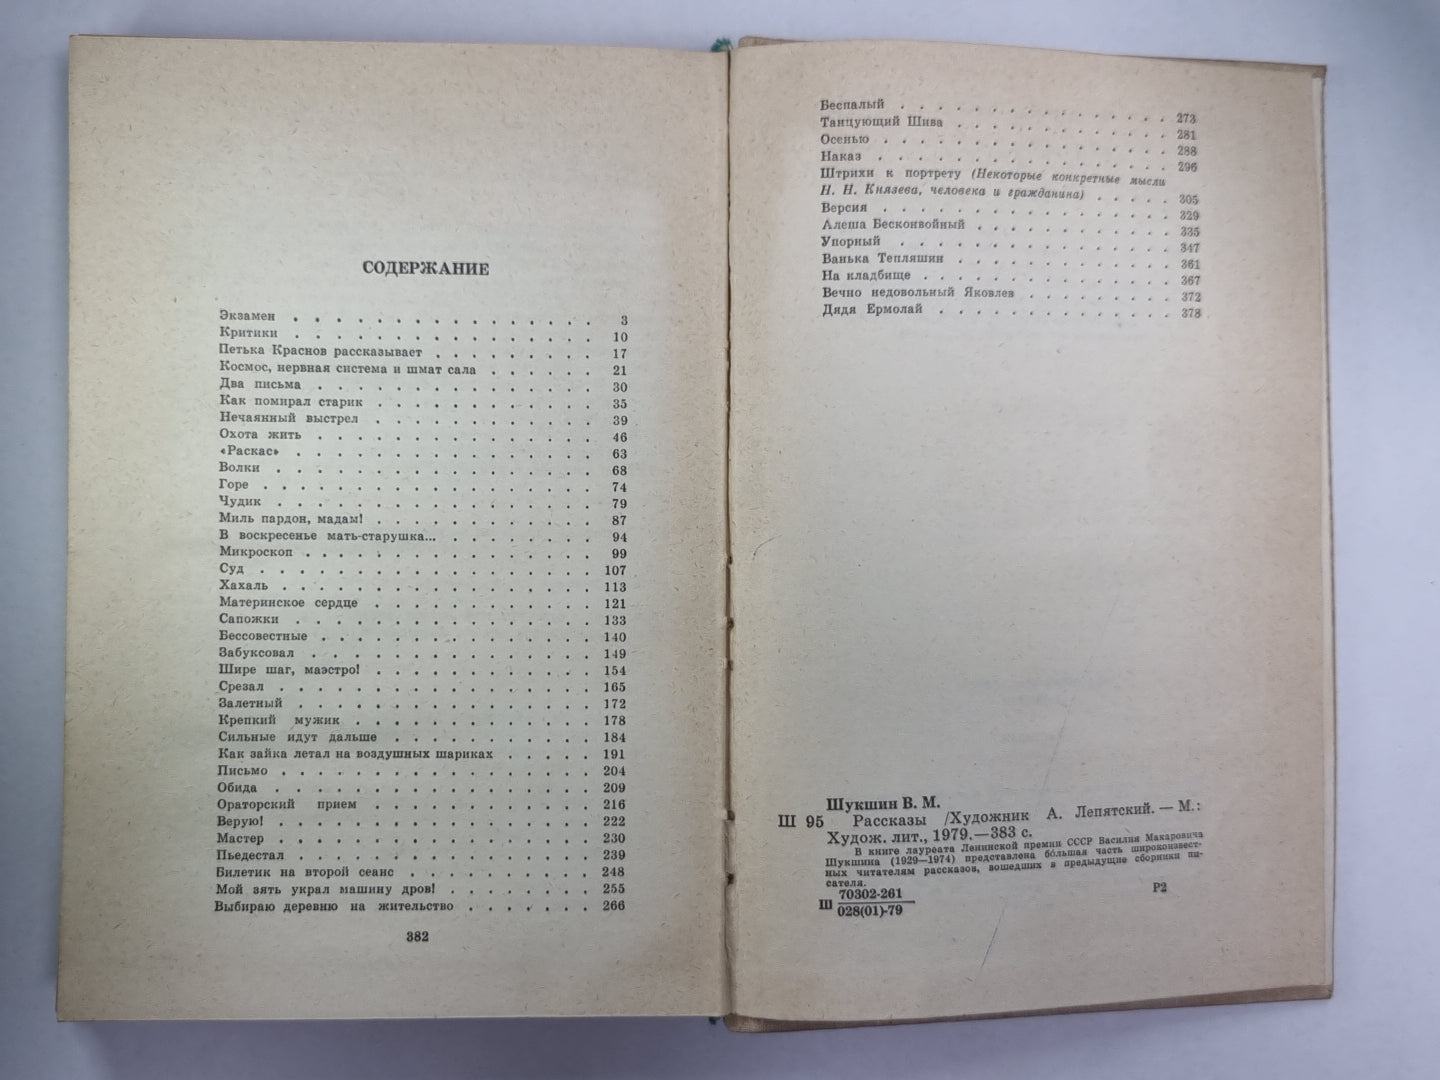 СОДЕРЖАНИЕ
Экзамен . . . . . . . . . . . . . . . . 3
Критики . . . . . . . . . . . . . . . . 10
Петька Краснов рассказывает . . . . . . . . 17
Космос, нервная система и шмат сала . . . . . . 21
Два письма . . . . . . . . . . . . . . 30
Как помирал старик . . . . . . . . . . . 35
Нечаянный выстрел . . . . . . . . . . . 39
Охота жить . . . . . . . . . . . . . . 46
«Раскас» . . . . . . . . . . . . . . . 63
Волки . . . . . . . . . . . . . . . . 68
Горе . . . . . . . . . . . . . . . . . 74
Чудик . . . . . . . . . . . . . . . . 79
Миль пардон, мадам! . . . . . . . . . . . 87
В воскресенье мать-старушка... . . . . . . . . 94
Микроскоп . . . . . . . . . . . . . . 99
Суд . . . . . . . . . . . . . . . . . 107
Хахаль . . . . . . . . . . . . . . . . 113
Материнское сердце . . . . . . . . . . . 121
Сапожки . . . . . . . . . . . . . . . 133
Бессовестные . . . . . . . . . . . . . . 140
Забуксовал . . . . . . . . . . . . . . 149
Шире шаг, маэстро! . . . . . . . . . . . 154
Срезал . . . . . . . . . . . . . . . . 165
Залетный . . . . . . . . . . . . . . . 172
Крепкий мужик . . . . . . . . . . . . 178
Сильные идут дальше . . . . . . . . . . 184
Как зайка летал на воздушных шариках . . . . . 191
Письмо . . . . . . . . . . . . . . . . 204
Обида . . . . . . . . . . . . . . . . 209
Ораторский прием . . . . . . . . . . . 216
Верую! . . . . . . . . . . . . . . . . 222
Мастер . . . . . . . . . . . . . . . . 230
Пьедестал . . . . . . . . . . . . . . . 239
Билетик на второй сеанс . . . . . . . . . . 248
Мой зять украл машину дров! . . . . . . . . 255
Выбираю деревню на жительство . . . . . . . 266
382
Беспалый . . . . . . . . . . . . . . . 273
Танцующий Шива . . . . . . . . . . . . 281
Осенью . . . . . . . . . . . . . . . . 288
Наказ . . . . . . . . . . . . . . . . 296
Штрихи к портрету (Некоторые конкретные мысли
Н. Н. Князева, человека и гражданина) . . . . . 305
Версия . . . . . . . . . . . . . . . . 329
Алеша Бесконвойный . . . . . . . . . . . 335
Упорный . . . . . . . . . . . . . . . 347
Ванька Тепляшин . . . . . . . . . . . . 361
На кладбище . . . . . . . . . . . . . . 367
Вечно недовольный Яковлев . . . . . . . . 372
Дядя Ермолай . . . . . . . . . . . . . 378
Шукшин В. М.
Ш 95 Рассказы /Художник А. Лепятский. — М.:
Худож. лит., 1979.—383 с.
В книге лауреата Ленинской премии СССР Василия Макаровича
Шукшина (1929—1974) представлена бóльшая часть широкоизвест-
ных читателям рассказов, вошедших в предыдущие сборники пи-
сателя.
Ш 70302-261
028(01)-79
Р2